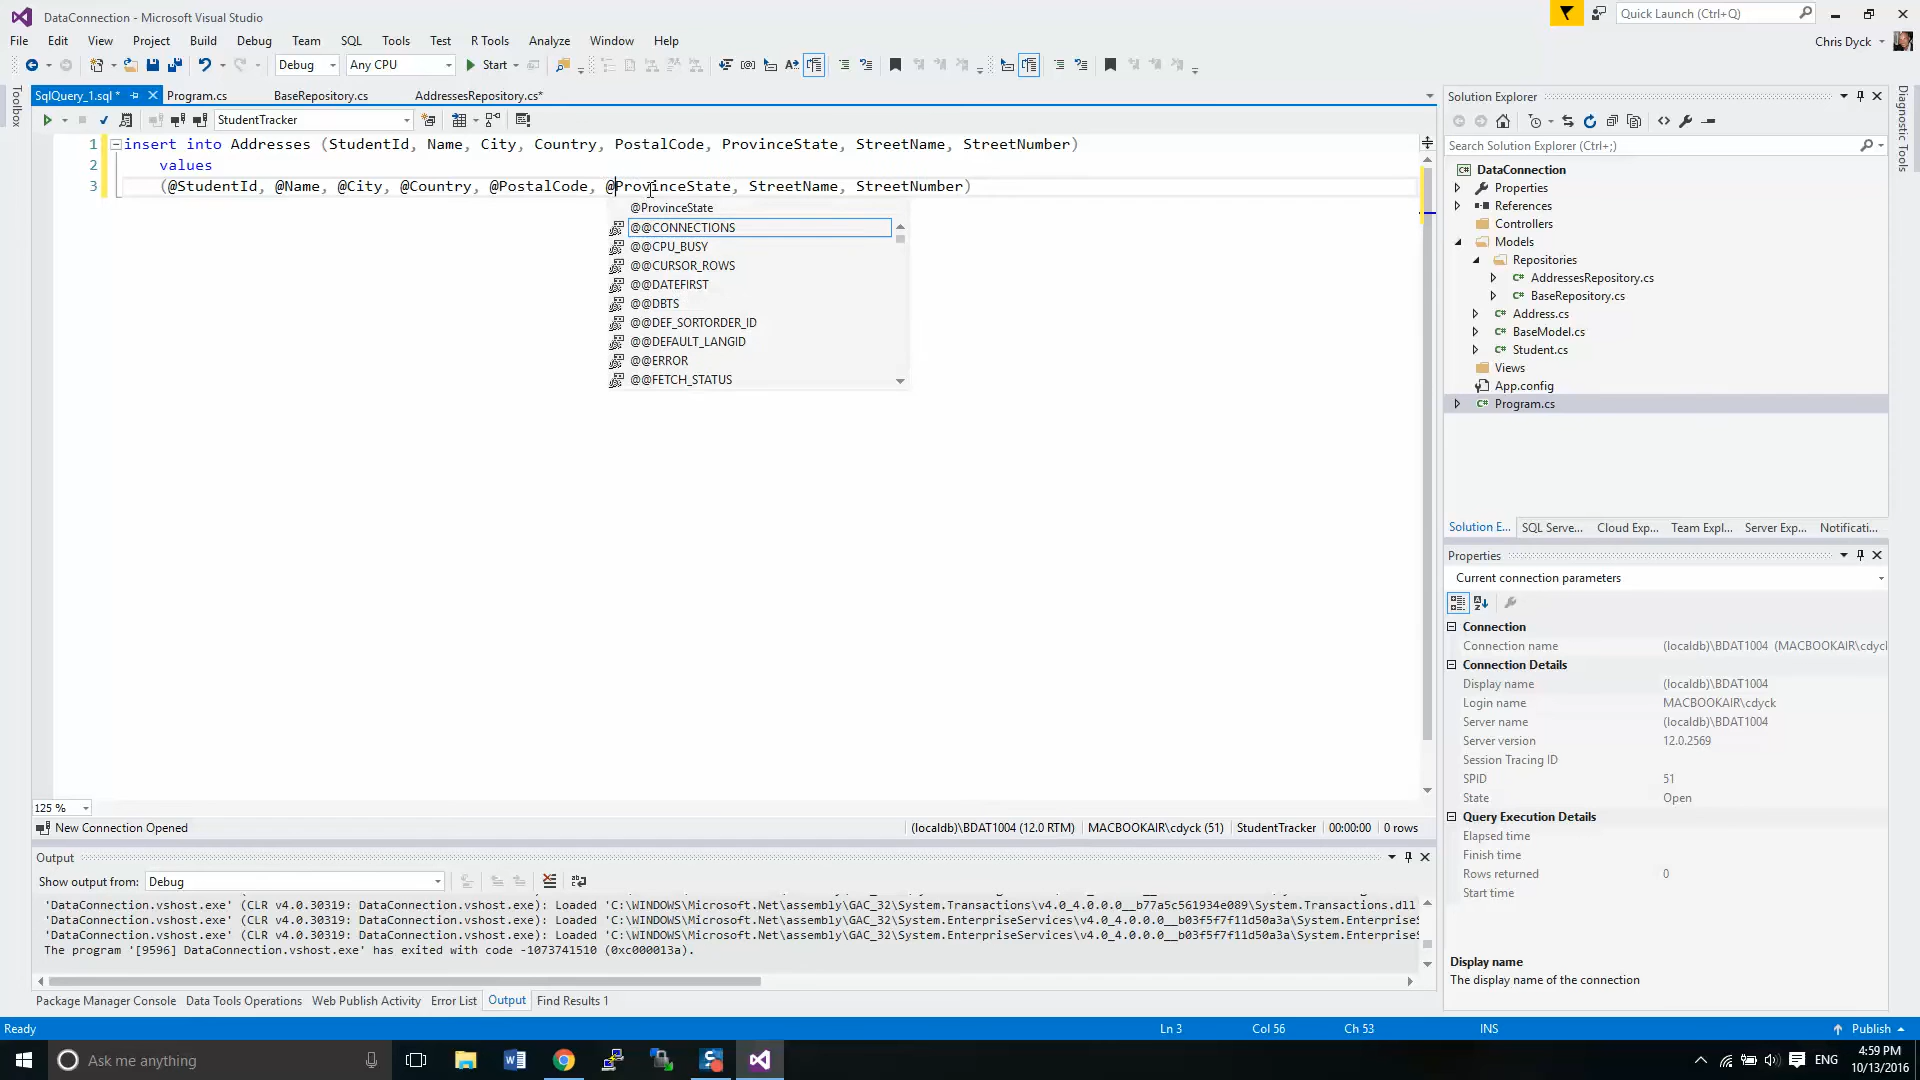 DataConnection - Microsoft Visual Studio
Quick Launch (Ctrl+Q)
File Edit View Project Build Debug Team SQL Tools Test R Tools Analyze Window Help
Chris Dyck
Debug Any CPU Start
Toolbox
SqlQuery_1.sql * Program.cs BaseRepository.cs AddressesRepository.cs*
StudentTracker
1 insert into Addresses (StudentId, Name, City, Country, PostalCode, ProvinceState, StreetName, StreetNumber)
2 values
3 (@StudentId, @Name, @City, @Country, @PostalCode, @ProvinceState, StreetName, StreetNumber)
@ProvinceState
@@CONNECTIONS
@@CPU_BUSY
@@CURSOR_ROWS
@@DATEFIRST
@@DBTS
@@DEF_SORTORDER_ID
@@DEFAULT_LANGID
@@ERROR
@@FETCH_STATUS
125 %
New Connection Opened
(localdb)\BDAT1004 (12.0 RTM) MACBOOKAIR\cdyck (51) StudentTracker 00:00:00 0 rows
Output
Show output from: Debug
'DataConnection.vshost.exe' (CLR v4.0.30319: DataConnection.vshost.exe): Loaded 'C:\WINDOWS\Microsoft.Net\assembly\GAC_32\System.Transactions\v4.0_4.0.0.0__b77a5c561934e089\System.Transactions.dll
'DataConnection.vshost.exe' (CLR v4.0.30319: DataConnection.vshost.exe): Loaded 'C:\WINDOWS\Microsoft.Net\assembly\GAC_32\System.EnterpriseServices\v4.0_4.0.0.0__b03f5f7f11d50a3a\System.EnterpriseS
'DataConnection.vshost.exe' (CLR v4.0.30319: DataConnection.vshost.exe): Loaded 'C:\WINDOWS\Microsoft.Net\assembly\GAC_32\System.EnterpriseServices\v4.0_4.0.0.0__b03f5f7f11d50a3a\System.EnterpriseS
The program '[9596] DataConnection.vshost.exe' has exited with code -1073741510 (0xc000013a).
Package Manager Console Data Tools Operations Web Publish Activity Error List Output Find Results 1
Solution Explorer
Search Solution Explorer (Ctrl+;)
DataConnection
Properties
References
Controllers
Models
Repositories
AddressesRepository.cs
BaseRepository.cs
Address.cs
BaseModel.cs
Student.cs
Views
App.config
Program.cs
Solution E... SQL Serve... Cloud Exp... Team Expl... Server Exp... Notificati...
Properties
Current connection parameters
Connection
Connection name (localdb)\BDAT1004 (MACBOOKAIR\cdyck
Connection Details
Display name (localdb)\BDAT1004
Login name MACBOOKAIR\cdyck
Server name (localdb)\BDAT1004
Server version 12.0.2569
Session Tracing ID
SPID 51
State Open
Query Execution Details
Elapsed time
Finish time
Rows returned 0
Start time
Display name
The display name of the connection
Diagnostic Tools
Ready Ln 3 Col 56 Ch 53 INS Publish
Ask me anything
ENG
4:59 PM
10/13/2016